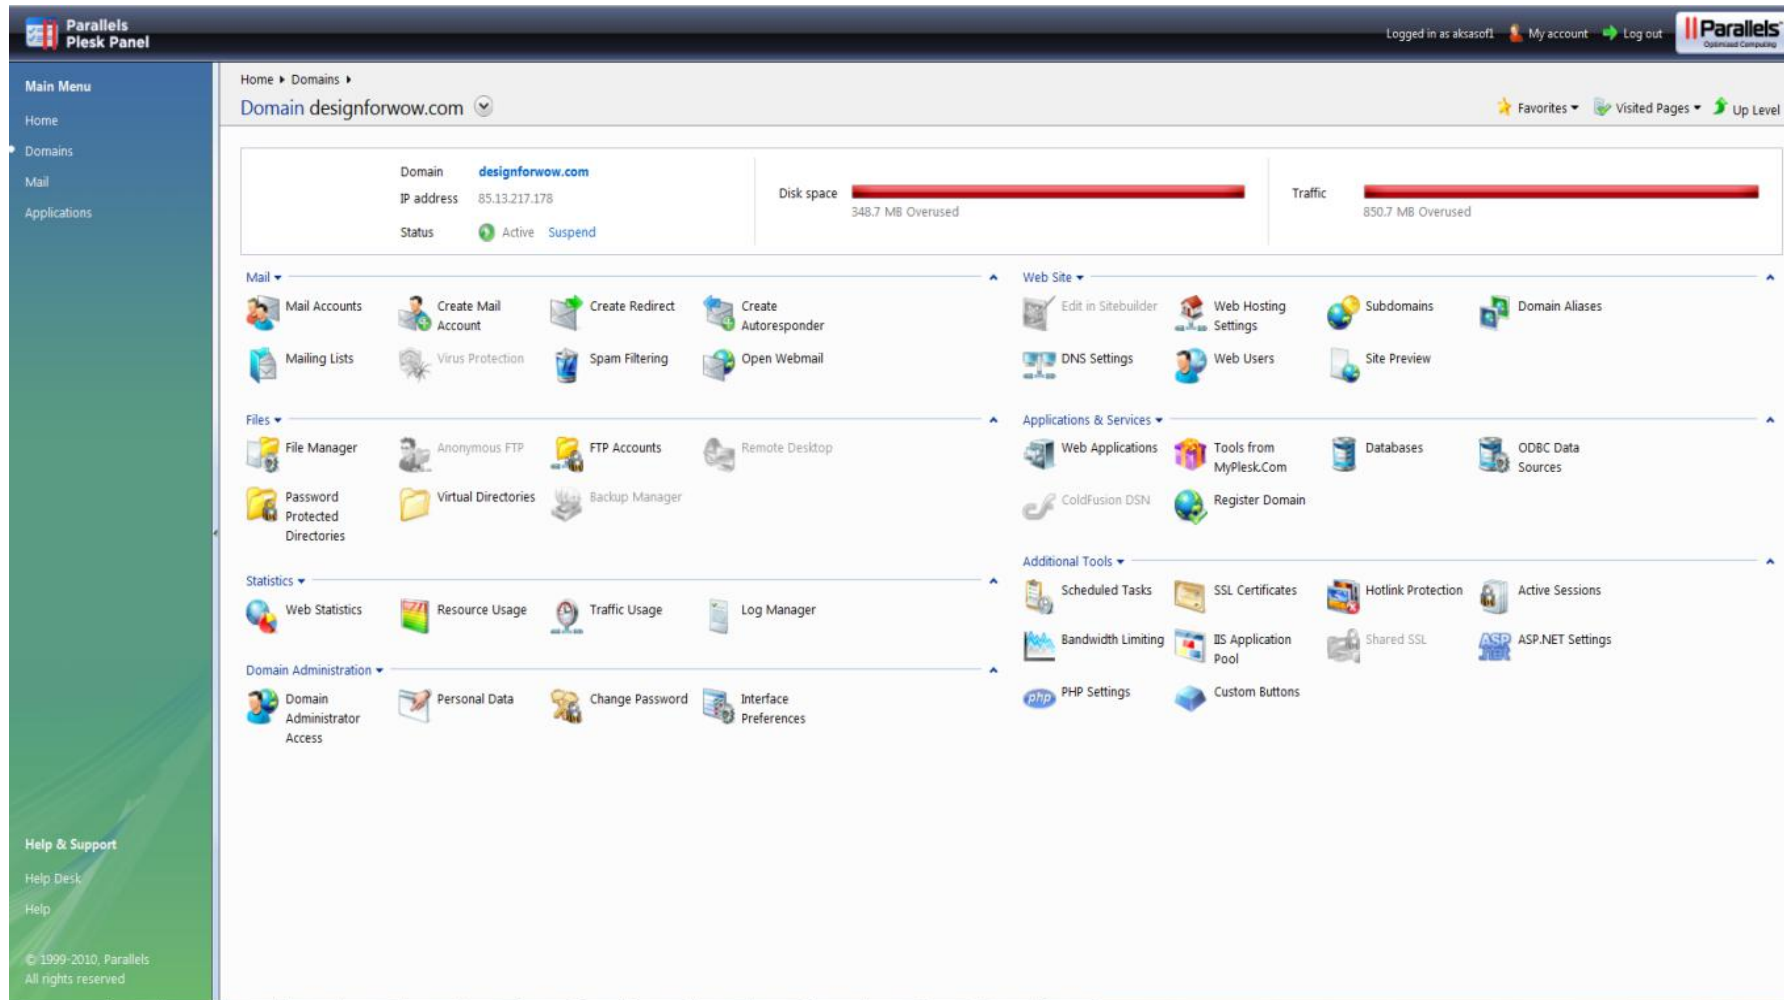 Parallels
Plesk Panel
Logged in as aksasof1 My account Log out
Parallels
Optimized Computing
Main Menu
Home
Domains
Mail
Applications
Home Domains
Domain designforwow.com
Favorites Visited Pages Up Level
Domain designforwow.com
IP address 85.13.217.178
Status Active Suspend
Disk space
348.7 MB Overused
Traffic
850.7 MB Overused
Mail
Mail Accounts
Create Mail
Account
Create Redirect
Create
Autoresponder
Mailing Lists
Virus Protection
Spam Filtering
Open Webmail
Web Site
Edit in Sitebuilder
Web Hosting
Settings
Subdomains
Domain Aliases
DNS Settings
Web Users
Site Preview
Files
File Manager
Anonymous FTP
FTP Accounts
Remote Desktop
Password
Protected
Directories
Virtual Directories
Backup Manager
Applications & Services
Web Applications
Tools from
MyPlesk.Com
Databases
ODBC Data
Sources
ColdFusion DSN
Register Domain
Statistics
Web Statistics
Resource Usage
Traffic Usage
Log Manager
Additional Tools
Scheduled Tasks
SSL Certificates
Hotlink Protection
Active Sessions
Bandwidth Limiting
IIS Application
Pool
Shared SSL
ASP
.NET
ASP.NET Settings
php
PHP Settings
Custom Buttons
Domain Administration
Domain
Administrator
Access
Personal Data
Change Password
Interface
Preferences
Help & Support
Help Desk
Help
© 1999-2010, Parallels
All rights reserved